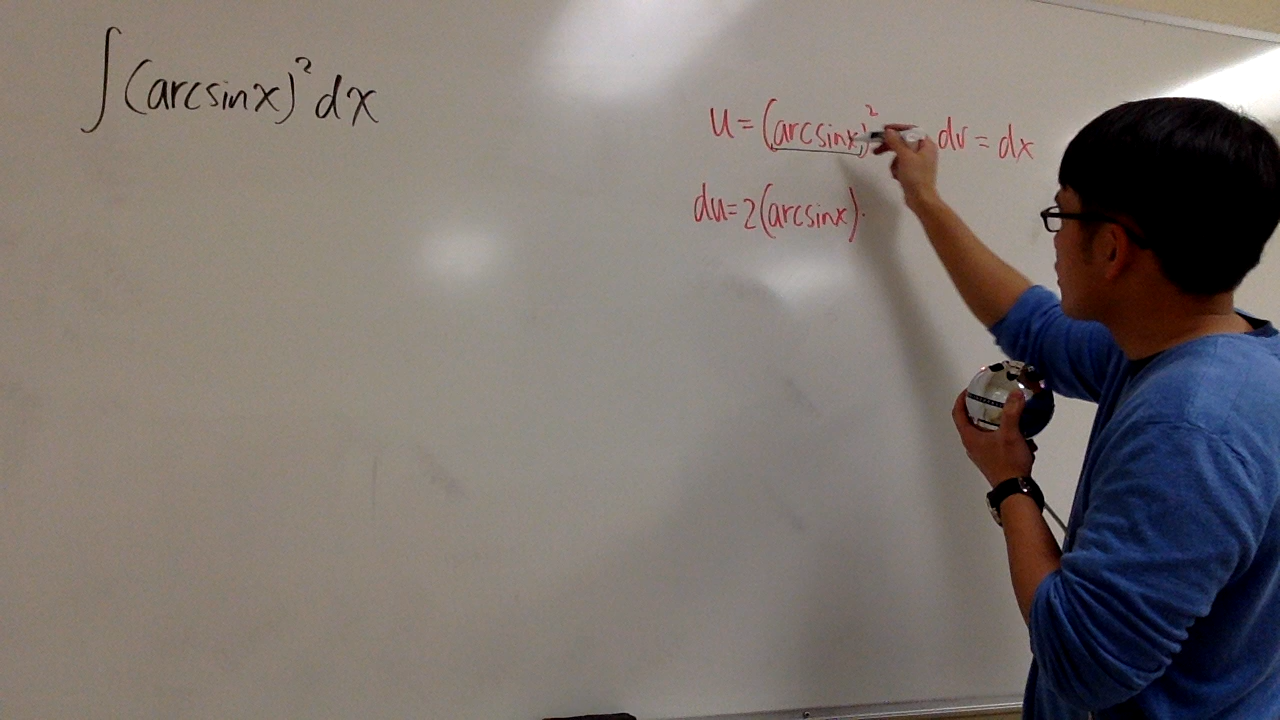 ∫(arcsinx)² dx
u = (arcsinx)² dv = dx
du = 2(arcsinx)·